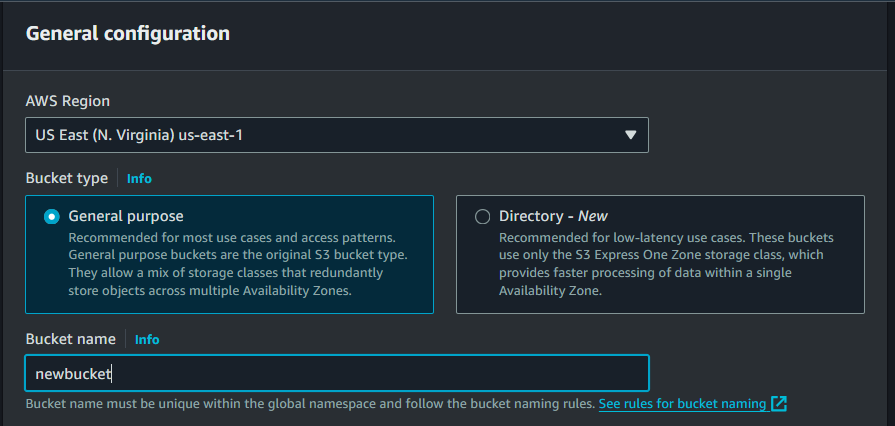 General configuration
AWS Region
US East (N. Virginia) us-east-1
Bucket type Info
General purpose
Recommended for most use cases and access patterns.
General purpose buckets are the original S3 bucket type.
They allow a mix of storage classes that redundantly
store objects across multiple Availability Zones.
Directory - New
Recommended for low-latency use cases. These buckets
use only the S3 Express One Zone storage class, which
provides faster processing of data within a single
Availability Zone.
Bucket name Info
newbucket
Bucket name must be unique within the global namespace and follow the bucket naming rules. See rules for bucket naming